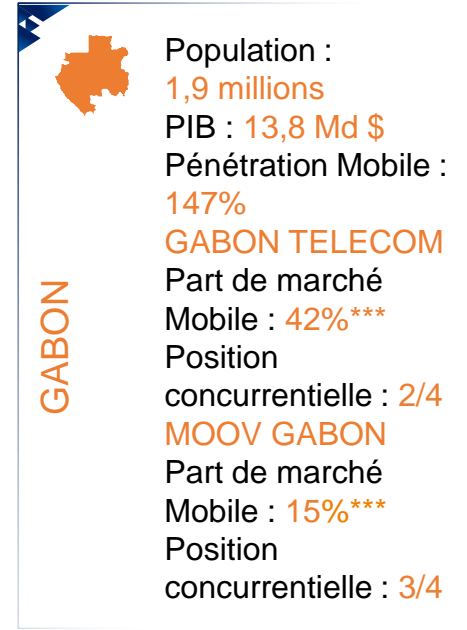 GABON
Population :
1,9 millions
PIB : 13,8 Md $
Pénétration Mobile :
147%
GABON TELECOM
Part de marché
Mobile : 42%***
Position
concurrentielle : 2/4
MOOV GABON
Part de marché
Mobile : 15%***
Position
concurrentielle : 3/4